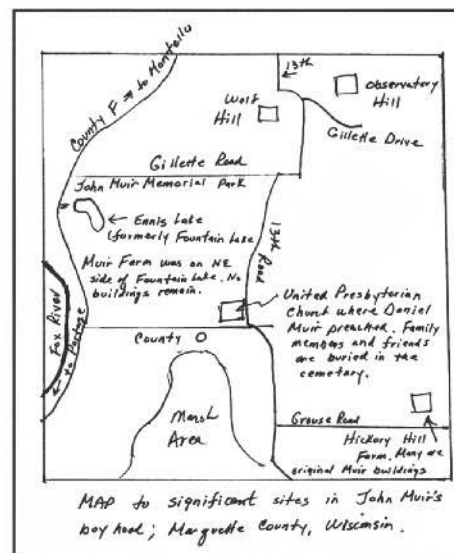 13th
Observatory
Hill
Wolf
Hill
Gillette Drive
County F → to Montello
Gillette Road
John Muir Memorial Park
← Ennis Lake
(formerly Fountain Lake
Muir Farm was on NE
side of Fountain Lake. No
buildings remain.
13th Road
United Presbyterian
Church where Daniel
Muir preached. Family
members and friends
are buried in the
cemetary.
Fox River
← to Portage
County O
Marsh
Area
Grouse Road
Hickory Hill
Farm. Many are
original Muir buildings
MAP to significant sites in John Muir's
boy hood; Marquette County, Wisconsin.